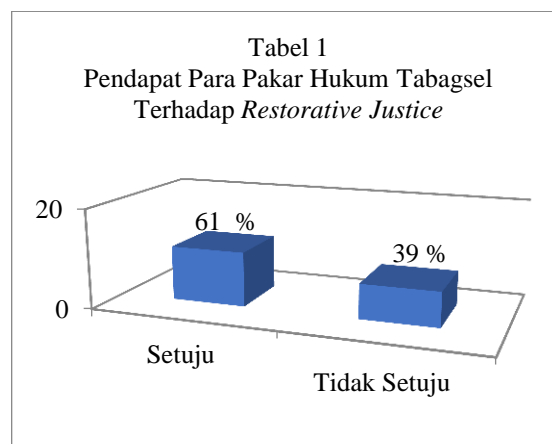 Tabel 1
Pendapat Para Pakar Hukum Tabagsel
Terhadap Restorative Justice
20
61 %
39 %
0
Setuju
Tidak Setuju